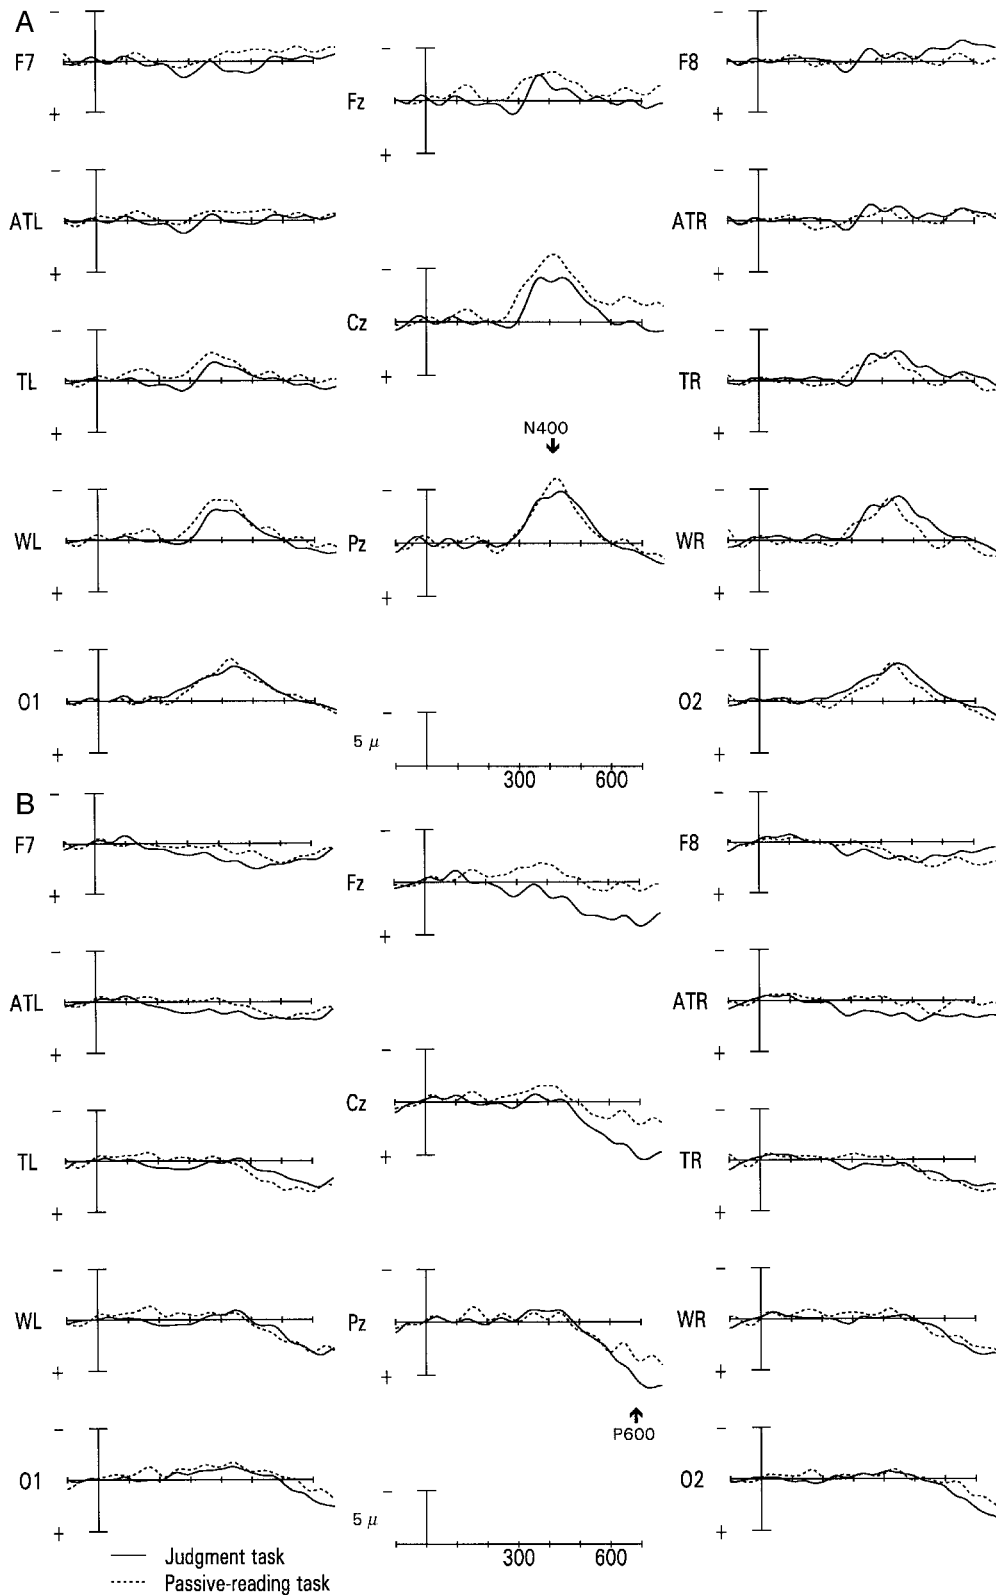 A
−
F7
+
−
Fz
+
−
F8
+
−
ATL
+
−
Cz
+
−
ATR
+
−
TL
+
−
TR
+
N400
−
WL
+
−
Pz
+
−
WR
+
−
O1
+
−
5 μ
300 600
−
O2
+
B
−
F7
+
−
Fz
+
−
F8
+
−
ATL
+
−
Cz
+
−
ATR
+
−
TL
+
−
TR
+
−
WL
+
−
Pz
+
−
WR
+
P600
−
O1
+
−
5 μ
300 600
−
O2
+
Judgment task
Passive-reading task